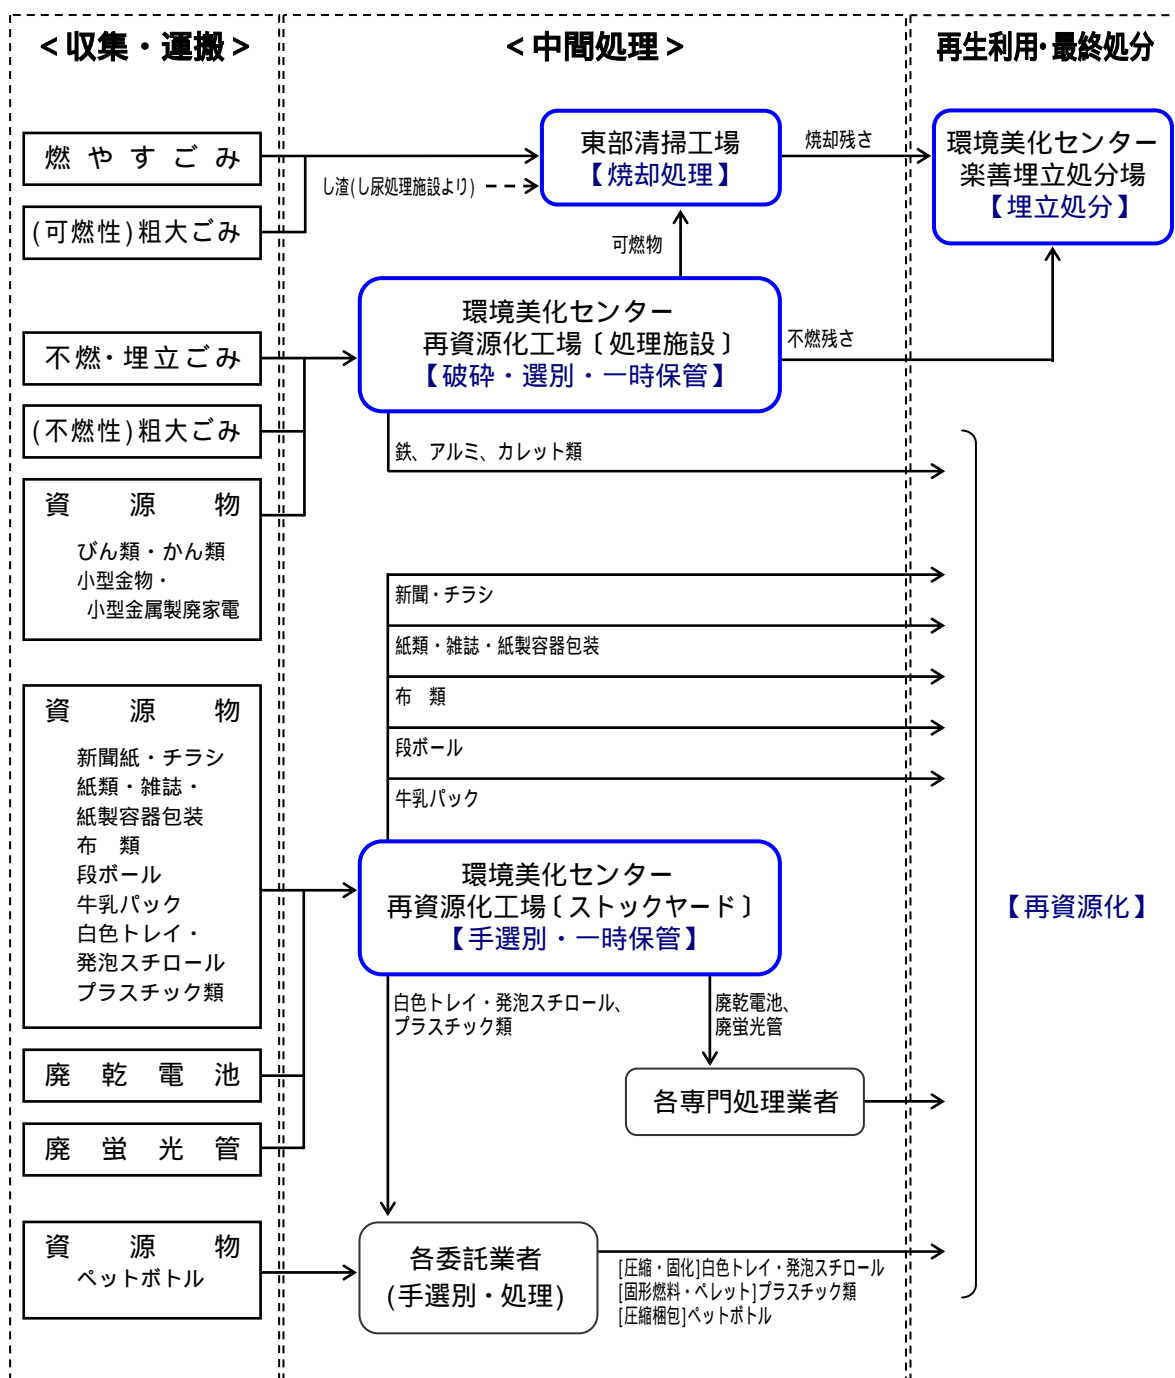 <収集・運搬>
<中間処理>
再生利用・最終処分
燃やすごみ
(可燃性)粗大ごみ
し渣(し尿処理施設より)
東部清掃工場
【焼却処理】
焼却残さ
環境美化センター
楽善埋立処分場
【埋立処分】
可燃物
不燃・埋立ごみ
(不燃性)粗大ごみ
環境美化センター
再資源化工場〔処理施設〕
【破砕・選別・一時保管】
不燃残さ
鉄、アルミ、カレット類
資源物
びん類・かん類
小型金物・
小型金属製廃家電
新聞・チラシ
紙類・雑誌・紙製容器包装
布　類
段ボール
牛乳パック
資源物
新聞紙・チラシ
紙類・雑誌・
紙製容器包装
布　類
段ボール
牛乳パック
白色トレイ・
発泡スチロール
プラスチック類
環境美化センター
再資源化工場〔ストックヤード〕
【手選別・一時保管】
【再資源化】
白色トレイ・発泡スチロール、
プラスチック類
廃乾電池、
廃蛍光管
廃乾電池
各専門処理業者
廃蛍光管
資源物
ペットボトル
各委託業者
(手選別・処理)
[圧縮・固化]白色トレイ・発泡スチロール
[固形燃料・ペレット]プラスチック類
[圧縮梱包]ペットボトル